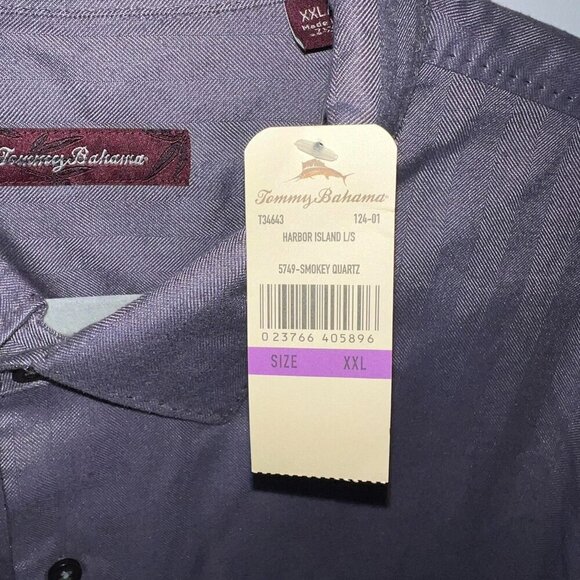 XXL
Made
Tommy Bahama
Tommy Bahama
T34643 124-01
HARBOR ISLAND L/S
5749-SMOKEY QUARTZ
0 23766 405896
SIZE XXL